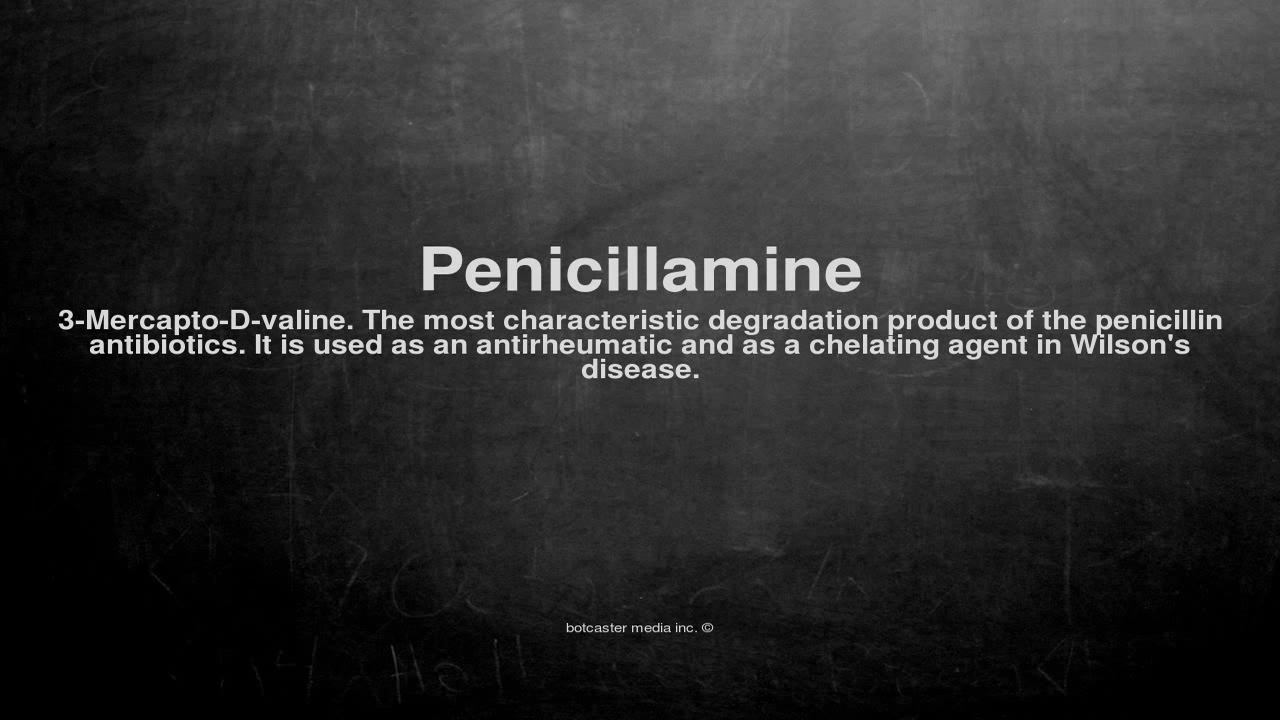 Penicillamine
3-Mercapto-D-valine. The most characteristic degradation product of the penicillin
antibiotics. It is used as an antirheumatic and as a chelating agent in Wilson's
disease.
botcaster media inc. ©